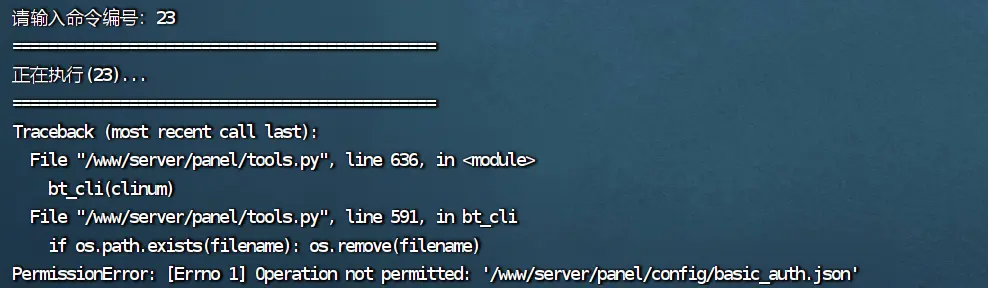 请输入命令编号：23
===============================================
正在执行(23)...
===============================================
Traceback (most recent call last):
  File "/www/server/panel/tools.py", line 636, in <module>
    bt_cli(clinum)
  File "/www/server/panel/tools.py", line 591, in bt_cli
    if os.path.exists(filename): os.remove(filename)
PermissionError: [Errno 1] Operation not permitted: '/www/server/panel/config/basic_auth.json'